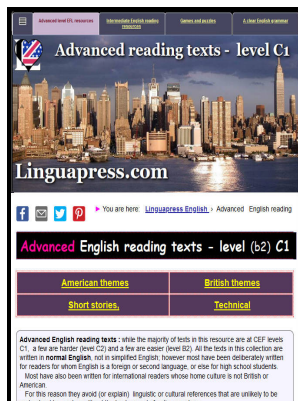 Advanced level EFL resources
Intermediate English reading
resources
Games and puzzles
A clear English grammar
Advanced reading texts - level C1
Linguapress.com
You are here: Linguapress English › Advanced English reading
Advanced English reading texts - level (b2) C1
American themes
British themes
Short stories,
Technical
Advanced English reading texts : while the majority of texts in this resource are at CEF levels
C1, a few are harder (level C2) and a few are easier (level B2). All the texts in this collection are
written in normal English, not in simplified English; however most have been deliberately written
for readers for whom English is a foreign or second language, or else for high school students.
Most have also been written for international readers whose home culture is not British or
American.
For this reason they avoid (or explain) linguistic or cultural references that are unlikely to be